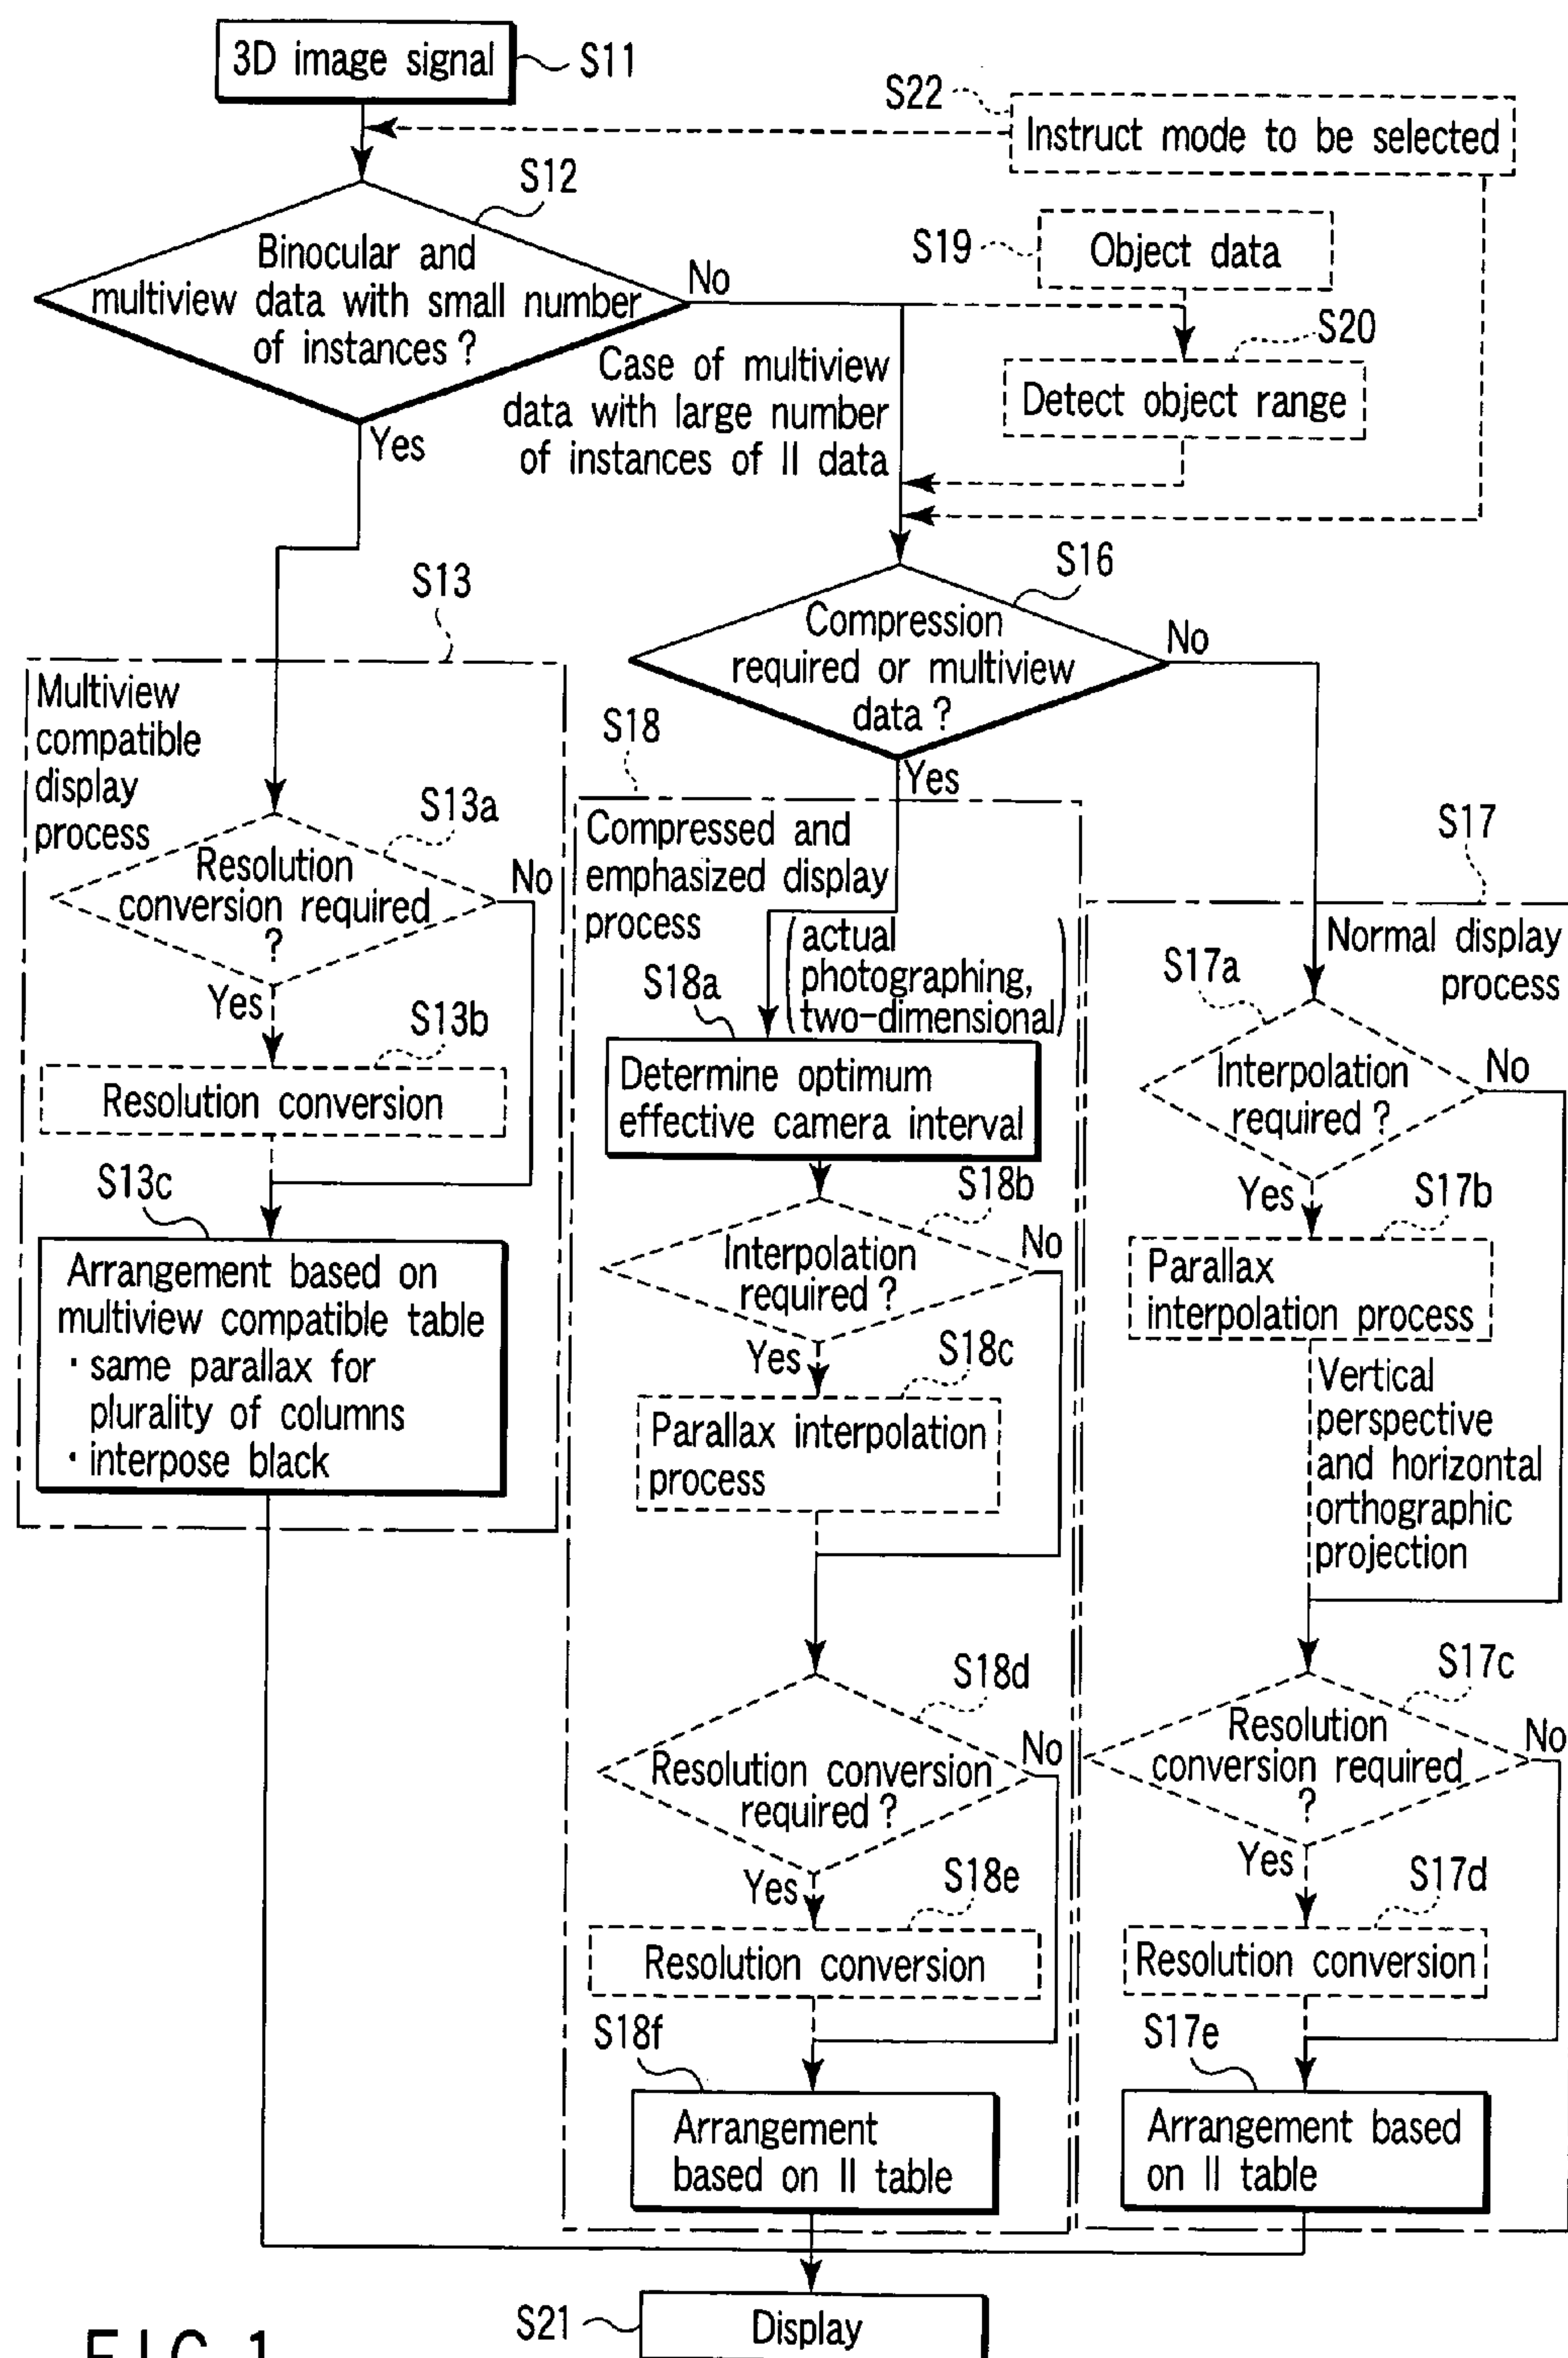 3D image signal
S11
S22
Instruct mode to be selected
S12
Binocular and
multiview data with small number
of instances ?
No
Yes
S19
Object data
S20
Detect object range
Case of multiview
data with large number
of instances of II data
S16
Compression
required or multiview
data ?
No
Yes
S13
Multiview
compatible
display
process
S13a
Resolution
conversion required
?
No
Yes
S13b
Resolution conversion
S13c
Arrangement based on
multiview compatible table
· same parallax for
plurality of columns
· interpose black
S18
Compressed and
emphasized display
process
(actual
photographing,
two-dimensional)
S18a
Determine optimum
effective camera interval
S18b
Interpolation
required ?
No
Yes
S18c
Parallax interpolation
process
S18d
Resolution conversion
required ?
No
Yes
S18e
Resolution conversion
S18f
Arrangement
based on II table
S17
Normal display
process
S17a
Interpolation
required ?
No
Yes
S17b
Parallax
interpolation process
Vertical
perspective
and horizontal
orthographic
projection
S17c
Resolution
conversion required
?
No
Yes
S17d
Resolution conversion
S17e
Arrangement based
on II table
S21
Display
FIG. 1